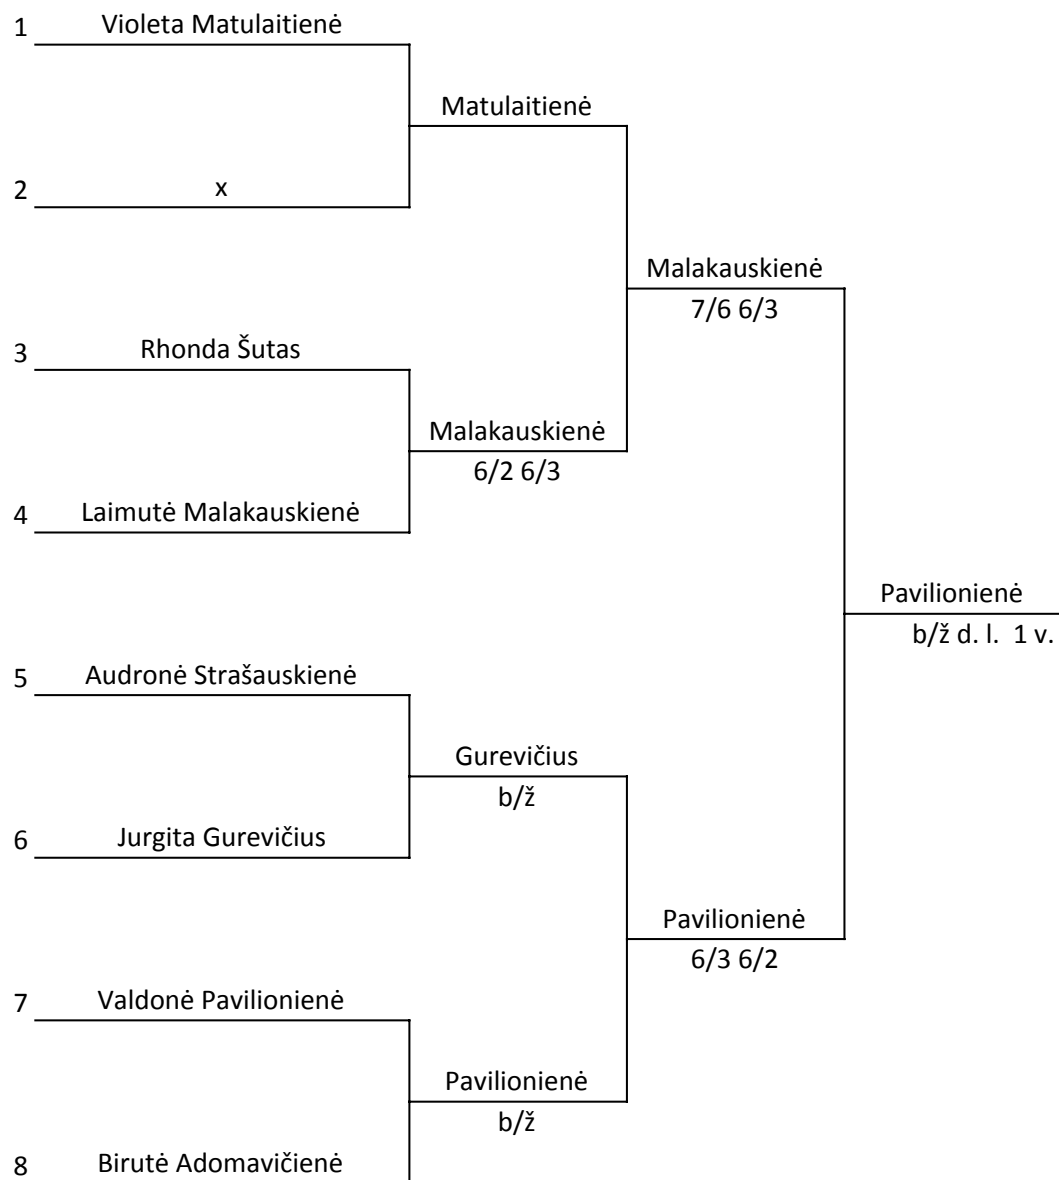 1 Violeta Matulaitienė
Matulaitienė
2 x
Malakauskienė
7/6 6/3
3 Rhonda Šutas
Malakauskienė
6/2 6/3
4 Laimutė Malakauskienė
Pavilionienė
b/ž d. l. 1 v.
5 Audronė Strašauskienė
Gurevičius
b/ž
6 Jurgita Gurevičius
Pavilionienė
6/3 6/2
7 Valdonė Pavilionienė
Pavilionienė
b/ž
8 Birutė Adomavičienė